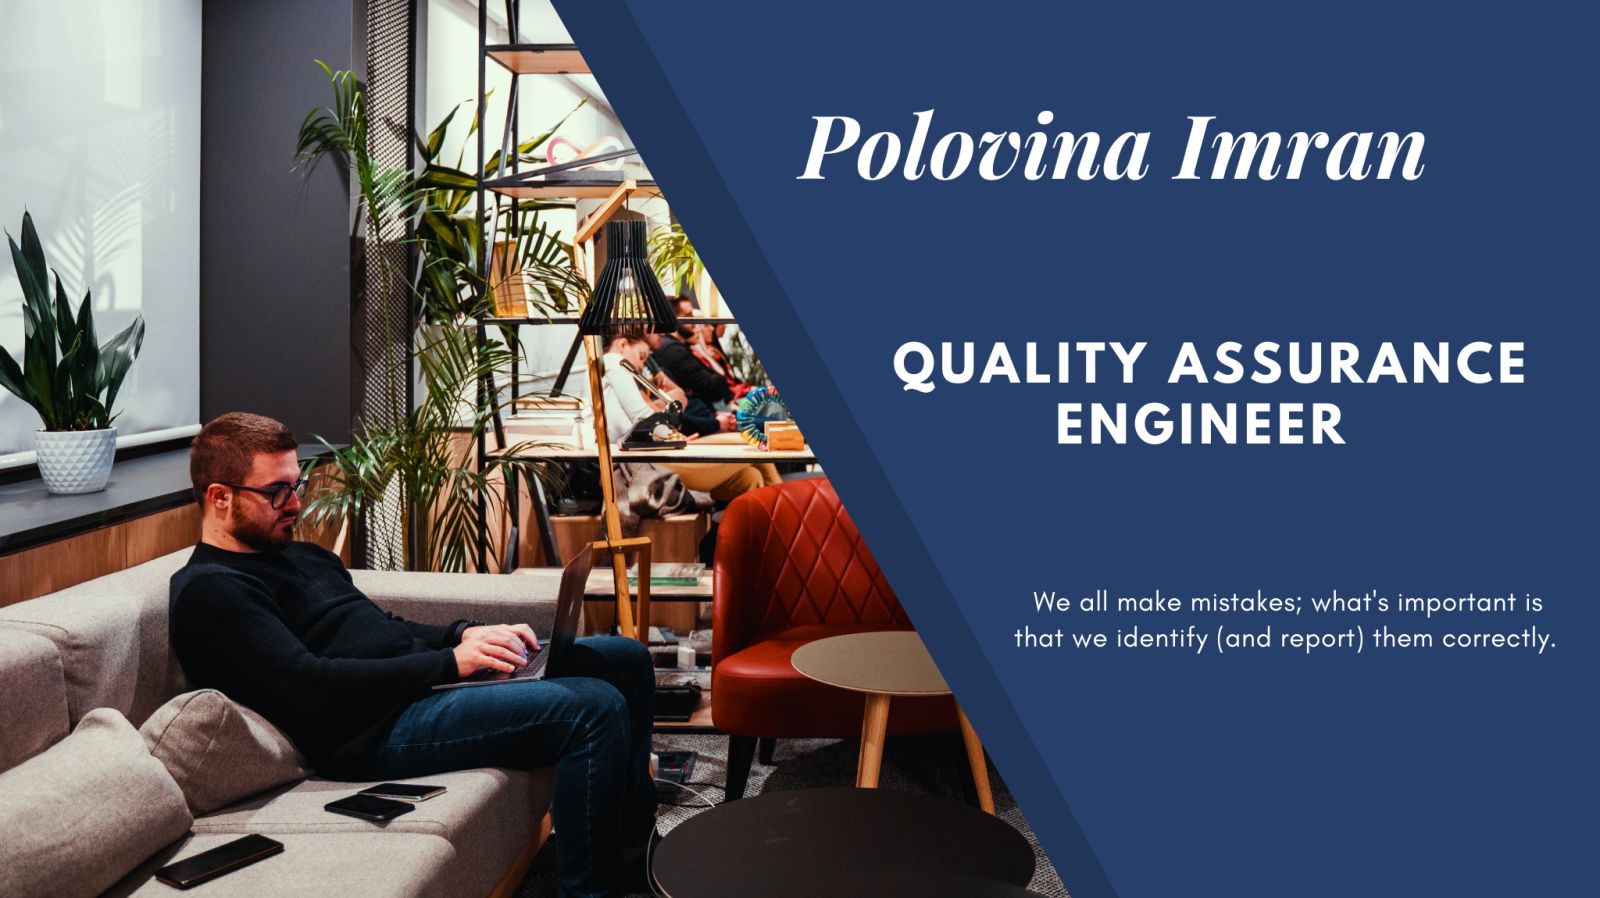 Polovina Imran
QUALITY ASSURANCE
ENGINEER
We all make mistakes; what's important is
that we identify (and report) them correctly.